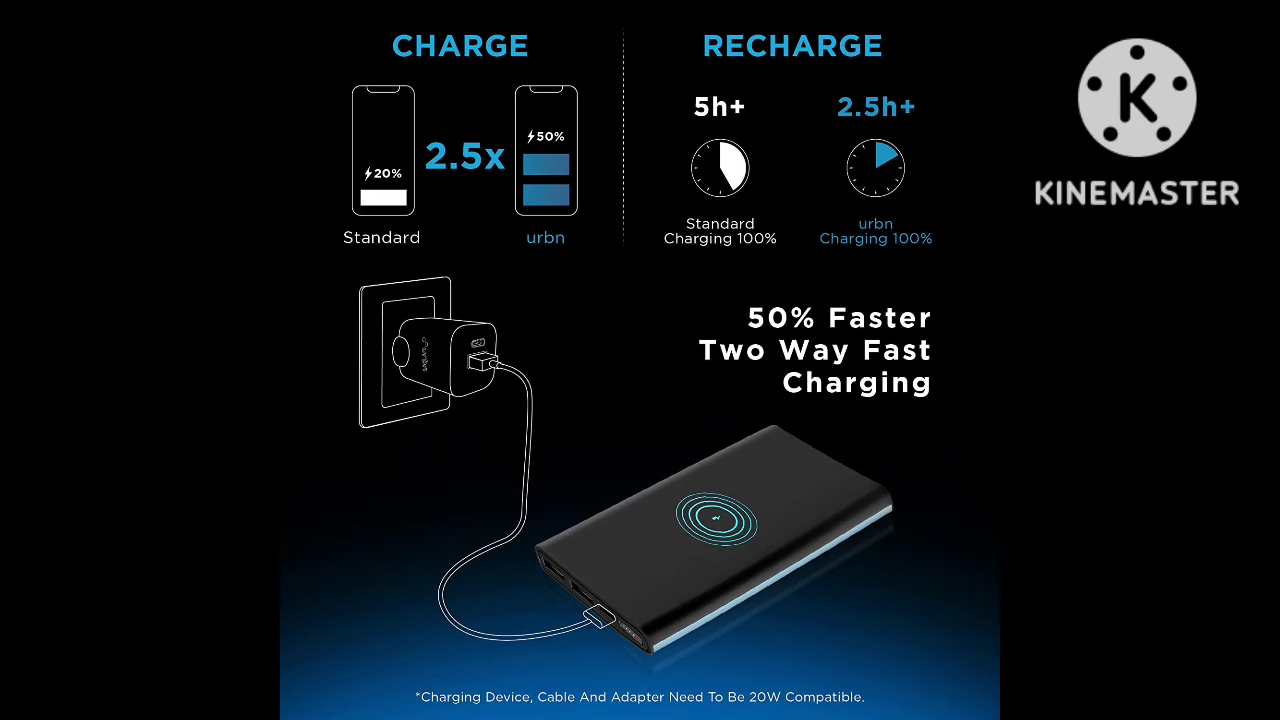 CHARGE
20%
Standard
2.5x
50%
urbn
RECHARGE
5h+
Standard
Charging 100%
2.5h+
urbn
Charging 100%
K
KINEMASTER
50% Faster
Two Way Fast
Charging
*Charging Device, Cable And Adapter Need To Be 20W Compatible.